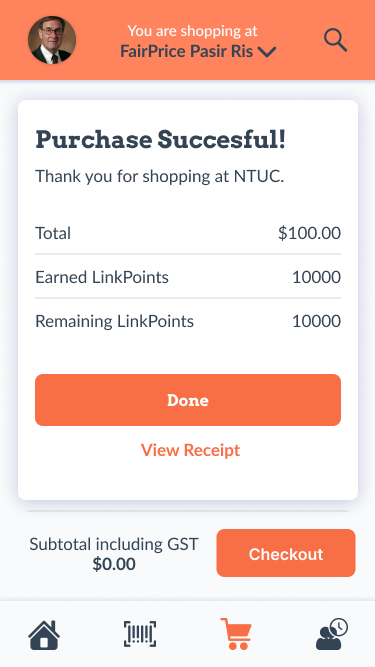 You are shopping at
FairPrice Pasir Ris
Purchase Succesful!
Thank you for shopping at NTUC.
Total $100.00
Earned LinkPoints 10000
Remaining LinkPoints 10000
Done
View Receipt
Subtotal including GST
$0.00
Checkout